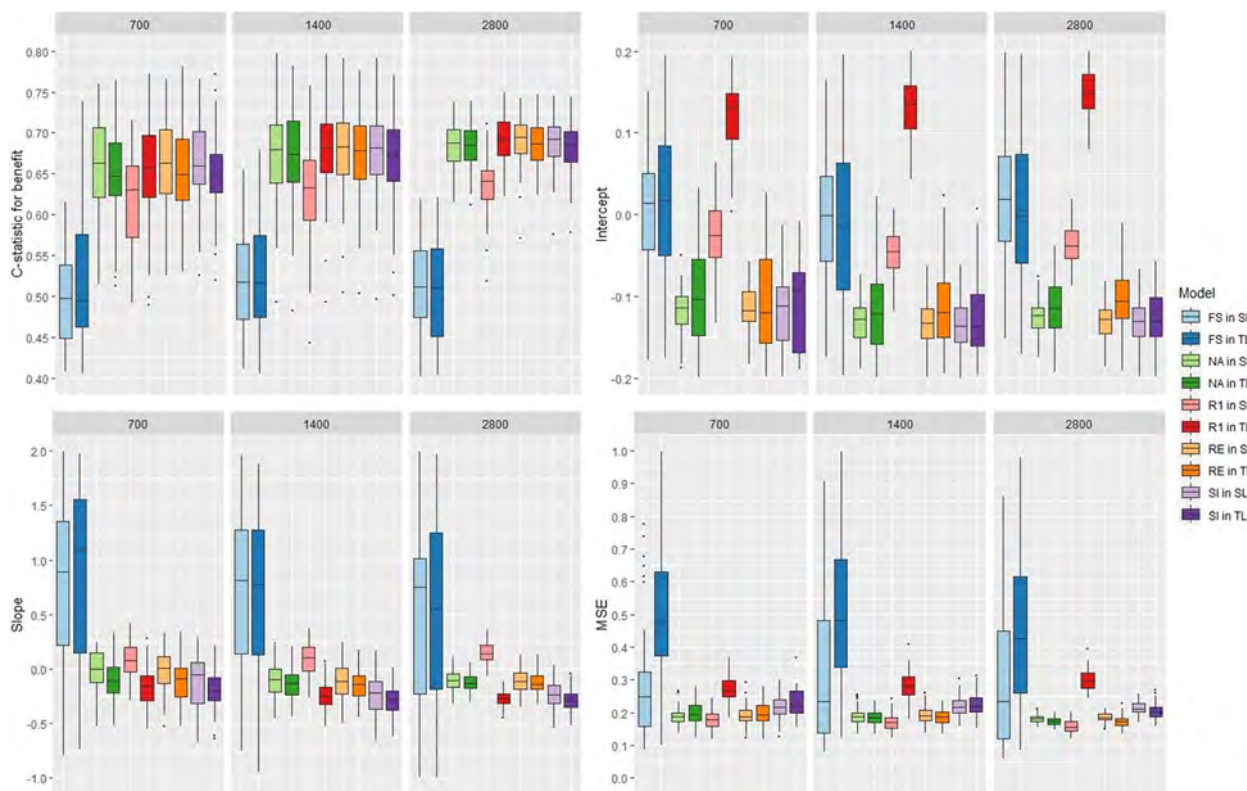 700 1400 2800
C-statistic for benefit
0.80
0.75
0.70
0.65
0.60
0.55
0.50
0.45
0.40
700 1400 2800
Intercept
0.2
0.1
0.0
-0.1
-0.2
700 1400 2800
Slope
2.0
1.5
1.0
0.5
0.0
-0.5
-1.0
700 1400 2800
MSE
1.0
0.9
0.8
0.7
0.6
0.5
0.4
0.3
0.2
0.1
0.0
Model
FS in SL
FS in TL
NA in SL
NA in TL
R1 in SL
R1 in TL
RE in SL
RE in TL
SI in SL
SI in TL